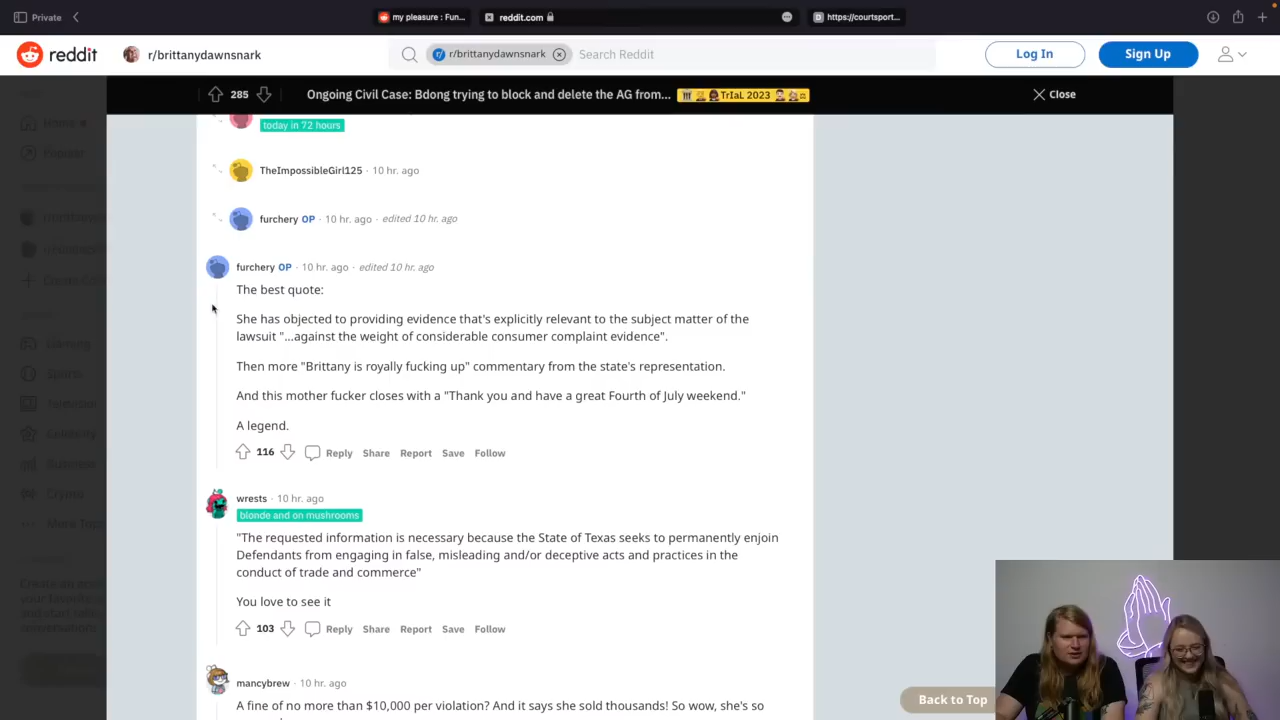 Private
my pleasure : Fun...
reddit.com
https://courtsport...
reddit
r/brittanydawnsnark
r/brittanydawnsnark
Search Reddit
Log In
Sign Up
285
Ongoing Civil Case: Bdong trying to block and delete the AG from...
TrIaL 2023
Close
today in 72 hours
TheImpossibleGirl125 · 10 hr. ago
furchery OP · 10 hr. ago · edited 10 hr. ago
furchery OP · 10 hr. ago · edited 10 hr. ago
The best quote:
She has objected to providing evidence that's explicitly relevant to the subject matter of the
lawsuit "...against the weight of considerable consumer complaint evidence".
Then more "Brittany is royally fucking up" commentary from the state's representation.
And this mother fucker closes with a "Thank you and have a great Fourth of July weekend."
A legend.
116 Reply Share Report Save Follow
wrests · 10 hr. ago
blonde and on mushrooms
"The requested information is necessary because the State of Texas seeks to permanently enjoin
Defendants from engaging in false, misleading and/or deceptive acts and practices in the
conduct of trade and commerce"
You love to see it
103 Reply Share Report Save Follow
mancybrew · 10 hr. ago
A fine of no more than $10,000 per violation? And it says she sold thousands! So wow, she's so
Back to Top